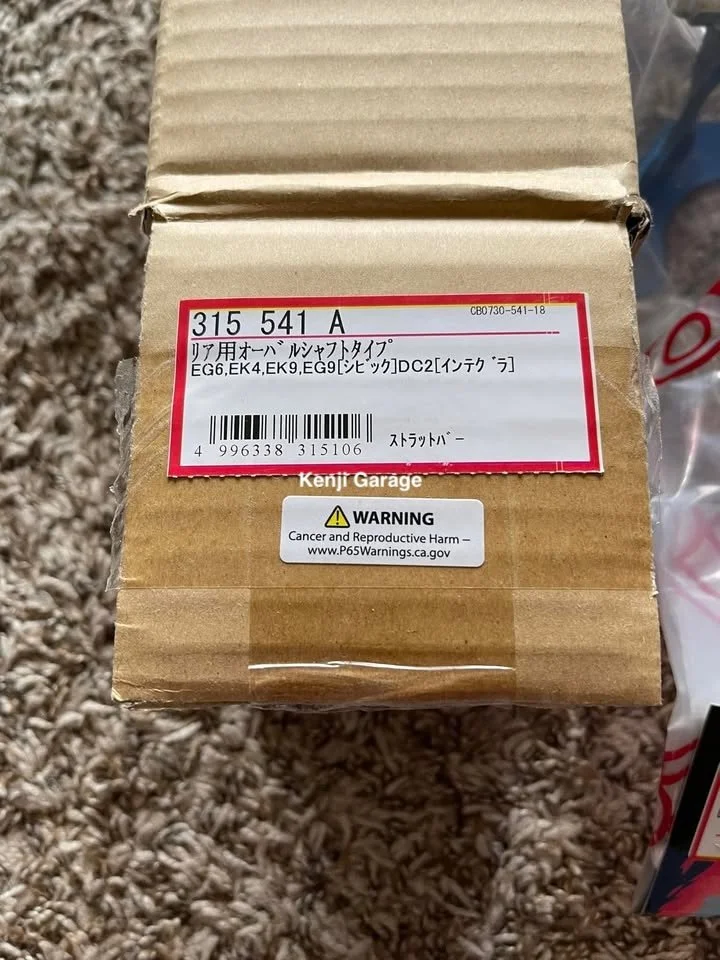 315 541 A
CB0730-541-18
リア用オーバルシャフトタイプ
EG6,EK4,EK9,EG9[シビック]DC2[インテグラ]
4 996338 315106
ストラットバー
Kenji Garage
WARNING
Cancer and Reproductive Harm –
www.P65Warnings.ca.gov